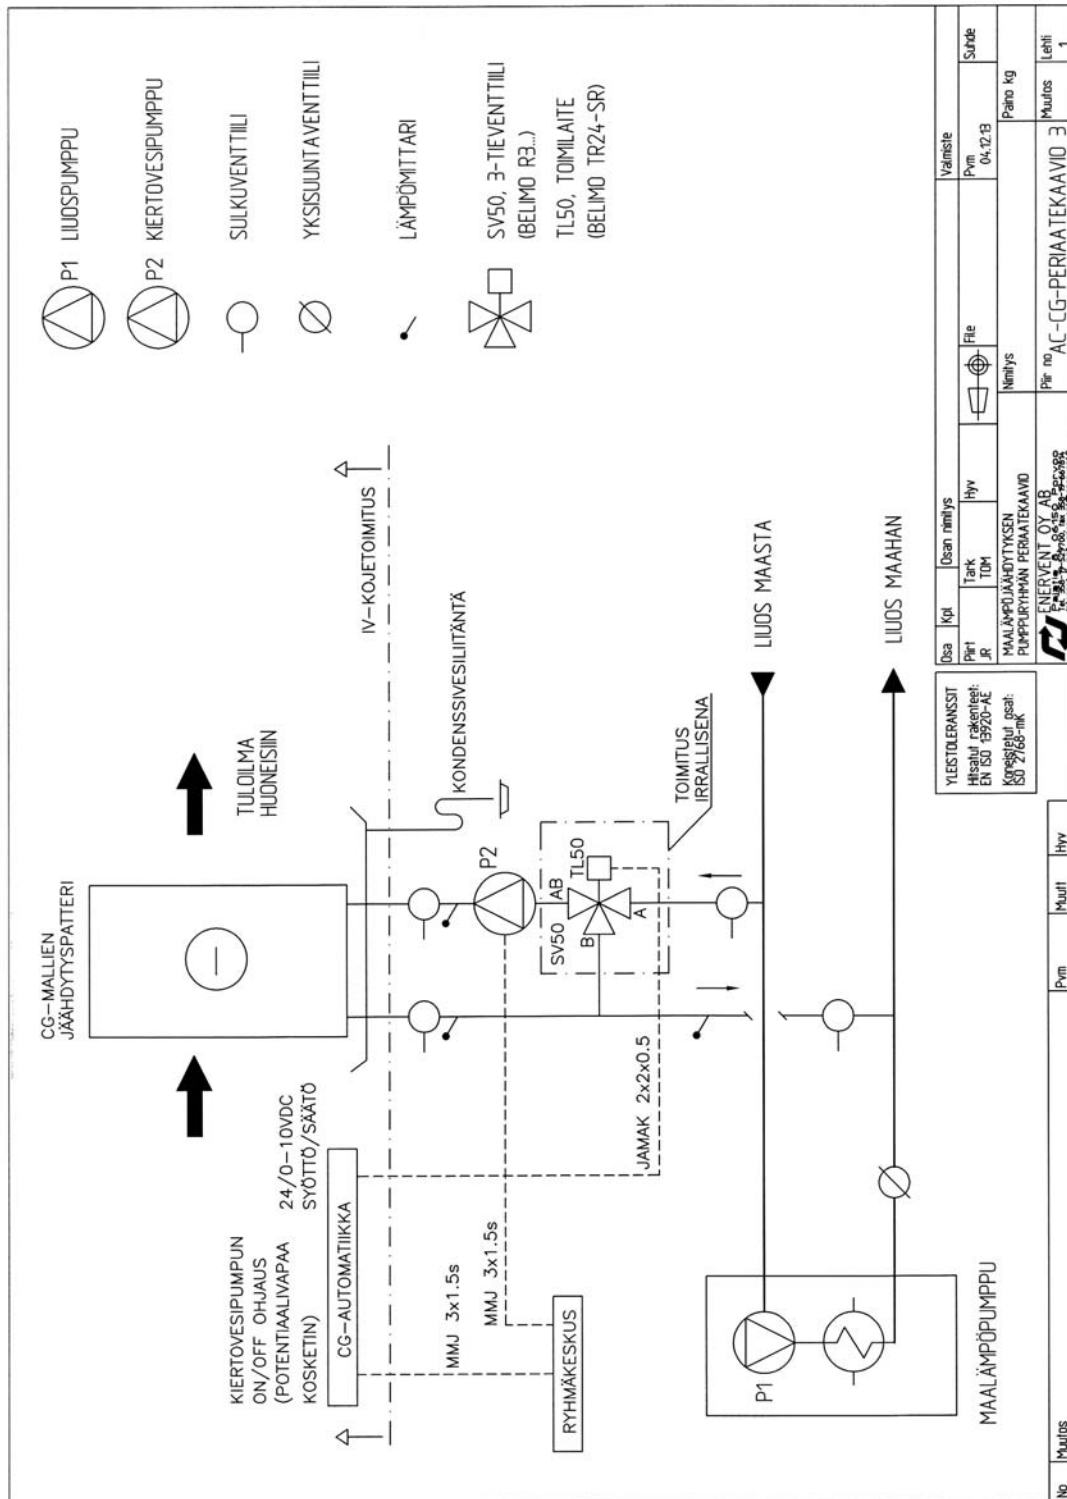 CG-MALLIEN
JÄÄHDYTYSPATTERI
TULOILMA
HUONEISIIN
KIERTOVESIPUMPUN
ON/OFF OHJAUS
(POTENTIAALIVAPAA
KOSKETIN)
24/0-10VDC
SYÖTTÖ/SÄÄTÖ
CG-AUTOMATIIKKA
IV-KOJETOIMITUS
KONDENSSIVESILIITÄNTÄ
MMJ 3x1.5s
MMJ 3x1.5s
P2
AB
SV50
TL50
B
A
TOIMITUS
IRRALLISENA
JAMAK 2x2x0.5
RYHMÄKESKUS
LIUOS MAASTA
LIUOS MAAHAN
P1
MAALÄMPÖPUMPPU
P1 LIUOSPUMPPU
P2 KIERTOVESIPUMPPU
SULKUVENTTIILI
YKSISUUNTAVENTTIILI
LÄMPÖMITTARI
SV50, 3-TIEVENTTIILI
(BELIMO R3...)
TL50, TOIMILAITE
(BELIMO TR24-SR)
YLEISTOLERANSSIT
Hitsatut rakenteet:
EN ISO 13920-AE
Koneistetut osat:
ISO 2768-mK
Osa Kpl Osan nimitys Valmiste
Piirt JR
Tark TOM
Hyv
File
Pvm 04.12.13
Suhde
MAALÄMPÖJÄÄHDYTYKSEN
PUMPPURYHMÄN PERIAATEKAAVIO
Nimitys
Paino kg
ENERVENT OY AB
Piir no AC-CG-PERIAATEKAAVIO 3
Muutos
Lehti 1
No Muutos Pvm Muutt Hyv